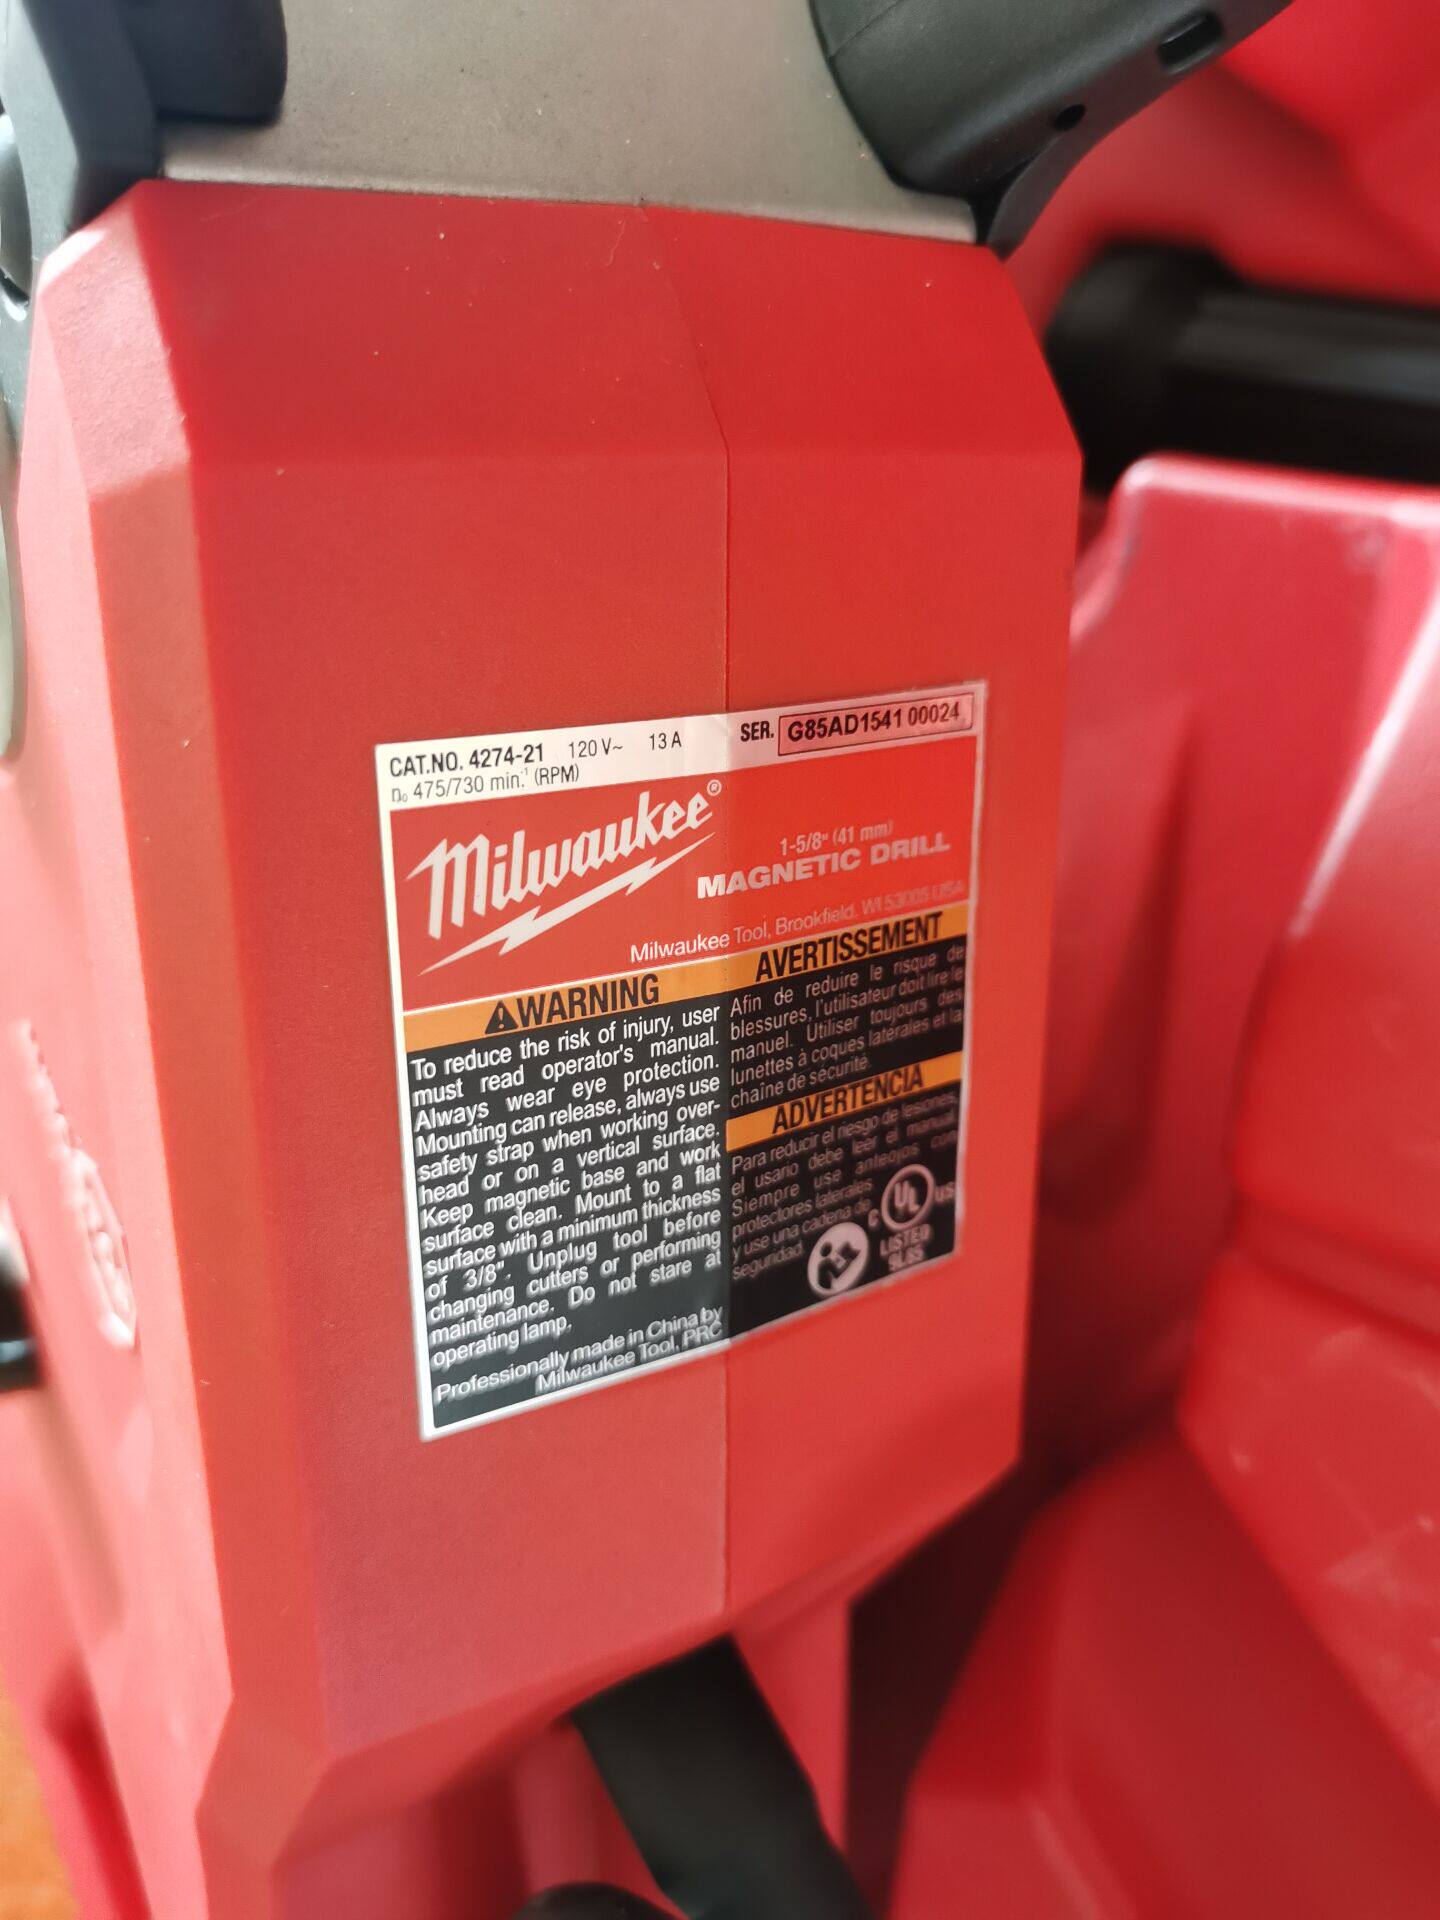 CAT.NO. 4274-21 120 V~ 13 A SER. G85AD1541 00024
n₀ 475/730 min.⁻¹ (RPM)
Milwaukee®
1-5/8" (41 mm)
MAGNETIC DRILL
Milwaukee Tool, Brookfield, WI 53005 USA
⚠WARNING
To reduce the risk of injury, user
must read operator's manual.
Always wear eye protection.
Mounting can release, always use
safety strap when working over-
head or on a vertical surface.
Keep magnetic base and work
surface clean. Mount to a flat
surface with a minimum thickness
of 3/8". Unplug tool before
changing cutters or performing
maintenance. Do not stare at
operating lamp.
Professionally made in China by
Milwaukee Tool, PRC
AVERTISSEMENT
Afin de reduire le risque de
blessures, l'utilisateur doit lire le
manuel. Utiliser toujours des
lunettes à coques latérales et la
chaîne de sécurité.
ADVERTENCIA
Para reducir el riesgo de lesiones,
el usario debe leer el manual.
Siempre use anteojos con
protectores laterales
y use una cadena de
seguridad.
C UL US
LISTED
9L85